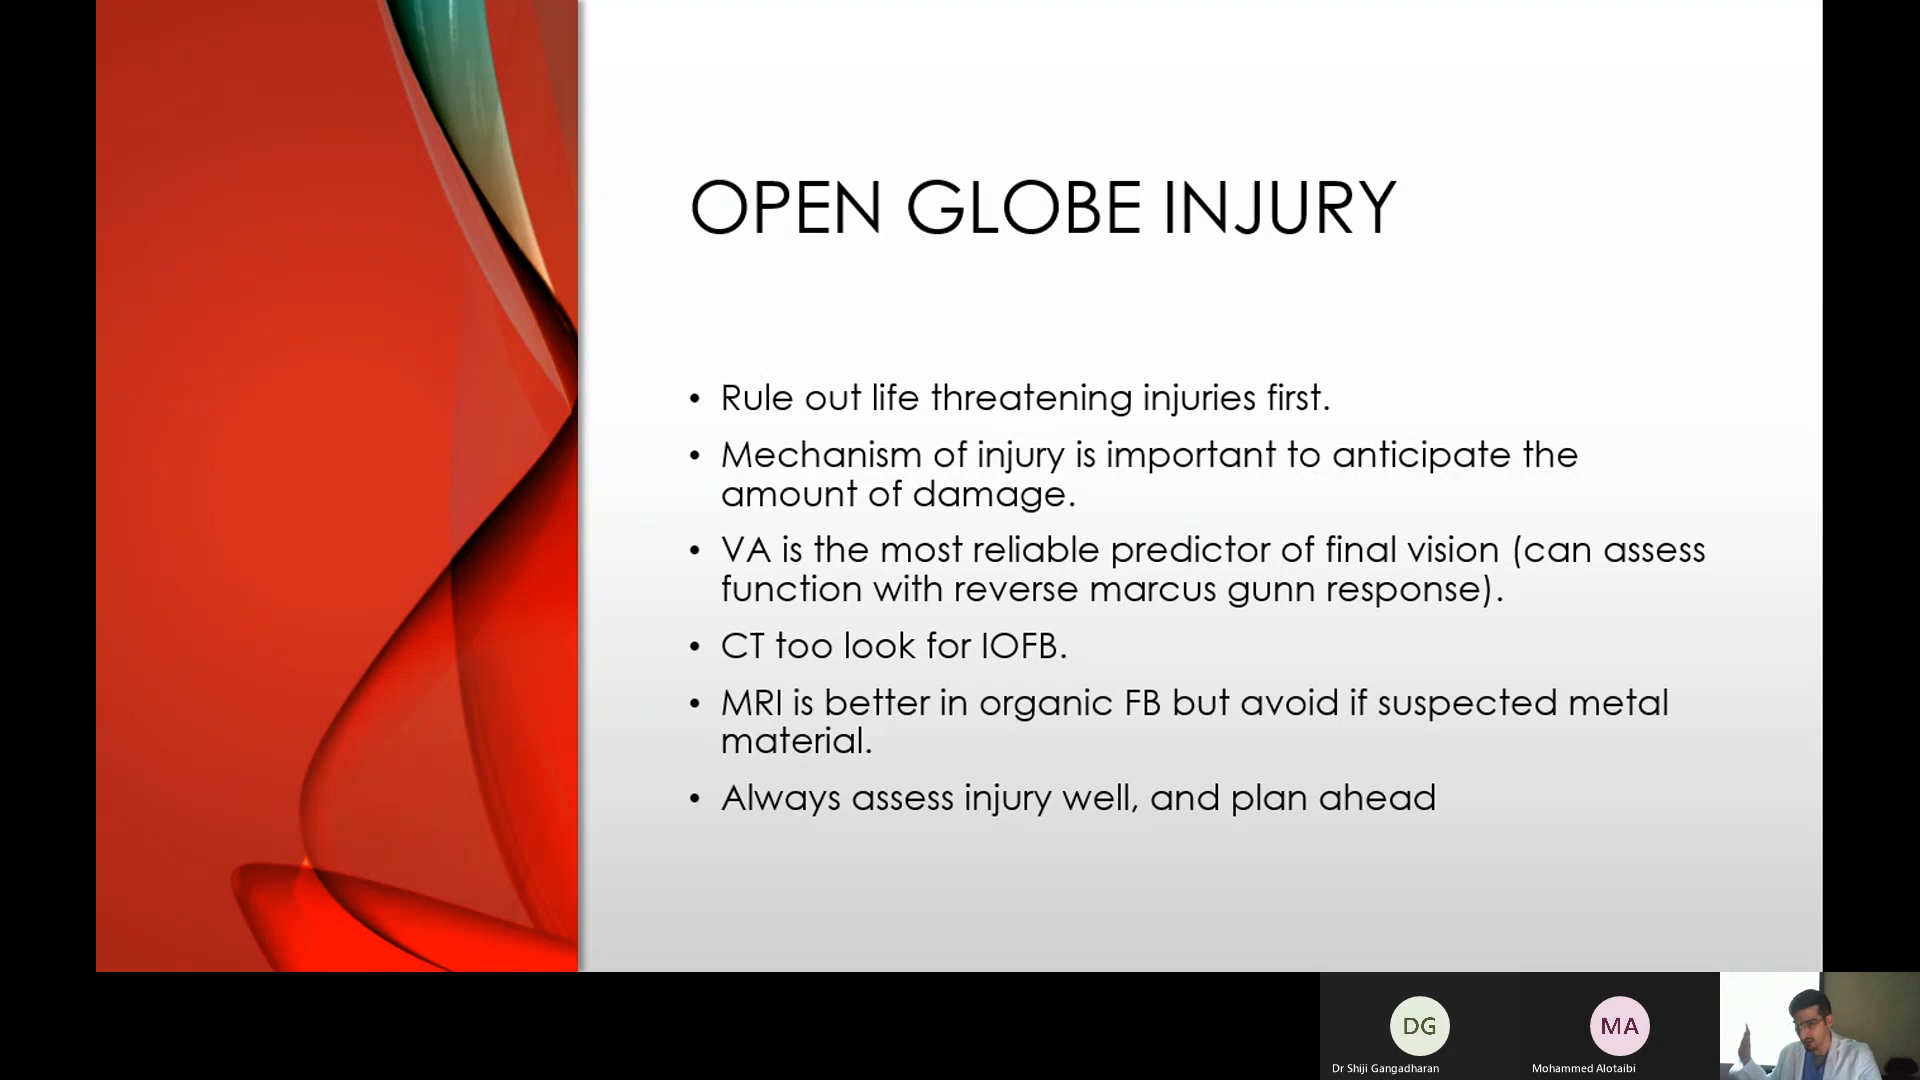 OPEN GLOBE INJURY
• Rule out life threatening injuries first.
• Mechanism of injury is important to anticipate the
amount of damage.
• VA is the most reliable predictor of final vision (can assess
function with reverse marcus gunn response).
• CT too look for IOFB.
• MRI is better in organic FB but avoid if suspected metal
material.
• Always assess injury well, and plan ahead
DG
MA
Dr Shiji Gangadharan
Mohammed Alotaibi